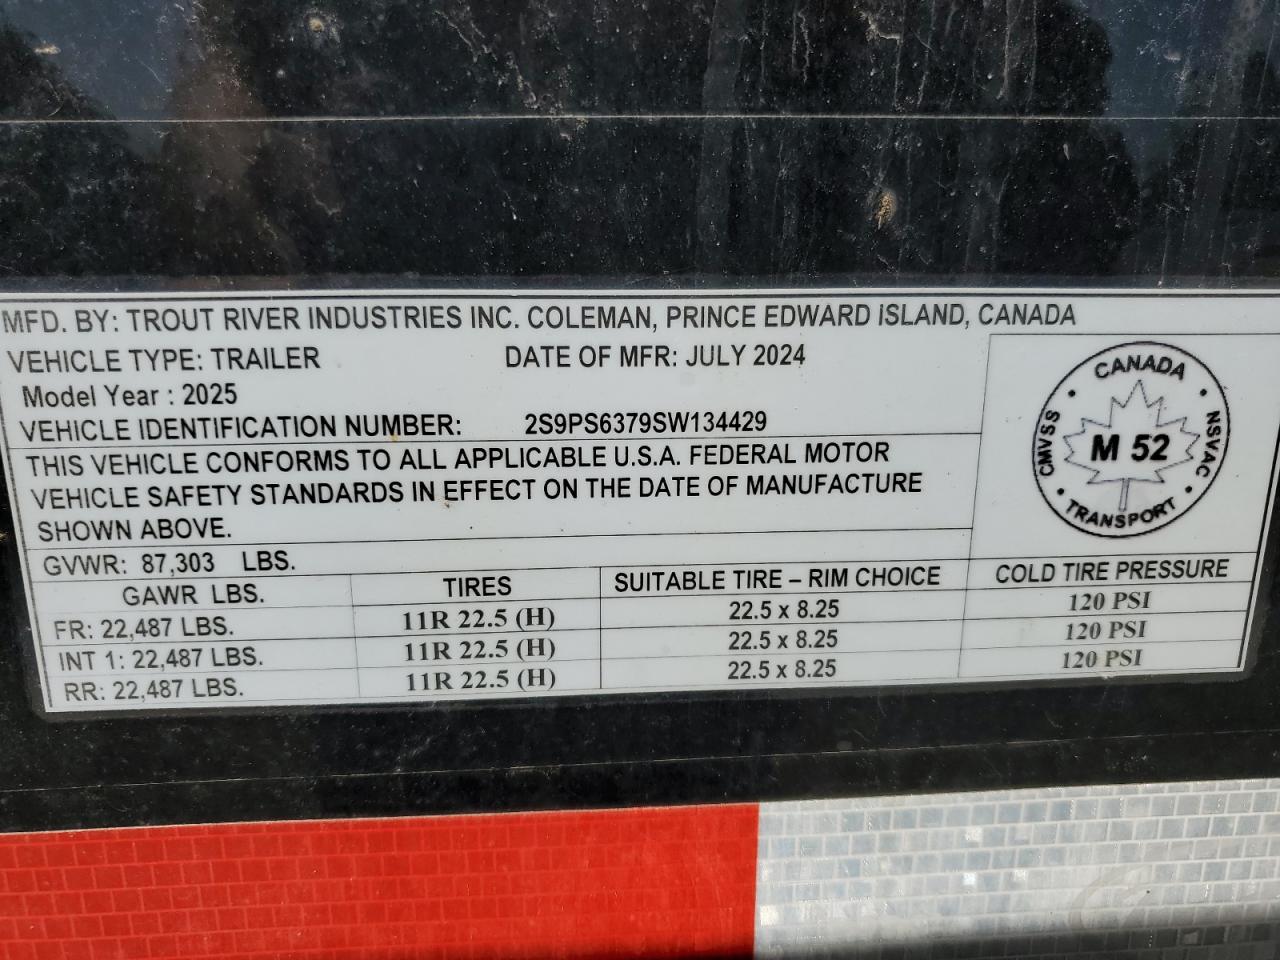 MFD. BY: TROUT RIVER INDUSTRIES INC. COLEMAN, PRINCE EDWARD ISLAND, CANADA
VEHICLE TYPE: TRAILER DATE OF MFR: JULY 2024
Model Year : 2025
VEHICLE IDENTIFICATION NUMBER: 2S9PS6379SW134429
THIS VEHICLE CONFORMS TO ALL APPLICABLE U.S.A. FEDERAL MOTOR
VEHICLE SAFETY STANDARDS IN EFFECT ON THE DATE OF MANUFACTURE
SHOWN ABOVE.
CANADA
CMVSS
NSVAC
M 52
TRANSPORT
GVWR: 87,303 LBS.
GAWR LBS. TIRES SUITABLE TIRE – RIM CHOICE COLD TIRE PRESSURE
FR: 22,487 LBS. 11R 22.5 (H) 22.5 x 8.25 120 PSI
INT 1: 22,487 LBS. 11R 22.5 (H) 22.5 x 8.25 120 PSI
RR: 22,487 LBS. 11R 22.5 (H) 22.5 x 8.25 120 PSI